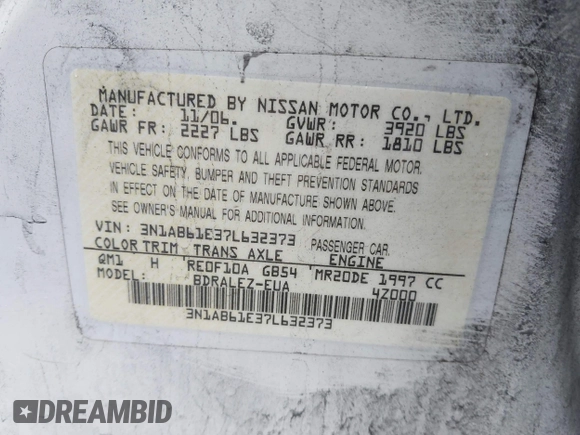 MANUFACTURED BY NISSAN MOTOR CO., LTD.
DATE: 11/06. GVWR: 3920 LBS
GAWR FR: 2227 LBS GAWR RR: 1810 LBS
THIS VEHICLE CONFORMS TO ALL APPLICABLE FEDERAL MOTOR
VEHICLE SAFETY, BUMPER AND THEFT PREVENTION STANDARDS
IN EFFECT ON THE DATE OF MANUFACTURE SHOWN ABOVE.
SEE OWNER'S MANUAL FOR ADDITIONAL INFORMATION.
VIN: 3N1AB61E37L632373 PASSENGER CAR.
COLOR TRIM TRANS AXLE ENGINE
QM1 H RE0F10A GB54 MR20DE 1997 CC
MODEL: BDRALEZ-EUA 4Z000
3N1AB61E37L632373
DREAMBID